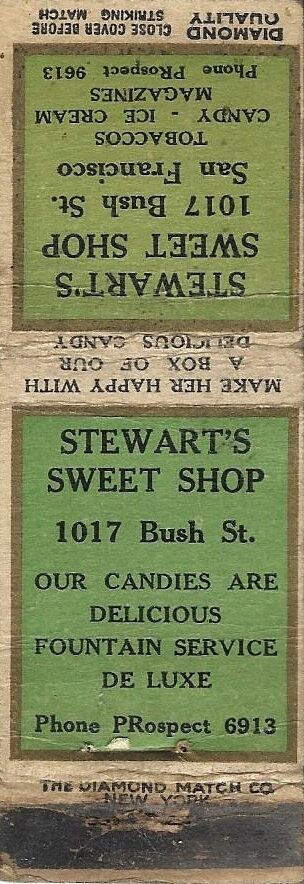 MAKE HER HAPPY WITH
A BOX OF OUR
DELICIOUS CANDY
STEWART'S
SWEET SHOP
1017 Bush St.
San Francisco
TOBACCOS
CANDY - ICE CREAM
MAGAZINES
Phone PRospect 9613
DIAMOND
QUALITY
CLOSE COVER BEFORE
STRIKING MATCH
STEWART'S
SWEET SHOP
1017 Bush St.
OUR CANDIES ARE
DELICIOUS
FOUNTAIN SERVICE
DE LUXE
Phone PRospect 6913
THE DIAMOND MATCH CO.
NEW YORK